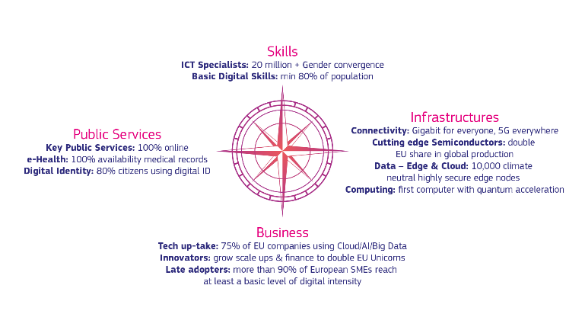 Skills
ICT Specialists: 20 million + Gender convergence
Basic Digital Skills: min 80% of population
Public Services
Key Public Services: 100% online
e-Health: 100% availability medical records
Digital Identity: 80% citizens using digital ID
Infrastructures
Connectivity: Gigabit for everyone, 5G everywhere
Cutting edge Semiconductors: double
EU share in global production
Data – Edge & Cloud: 10,000 climate
neutral highly secure edge nodes
Computing: first computer with quantum acceleration
Business
Tech up-take: 75% of EU companies using Cloud/AI/Big Data
Innovators: grow scale ups & finance to double EU Unicorns
Late adopters: more than 90% of European SMEs reach
at least a basic level of digital intensity